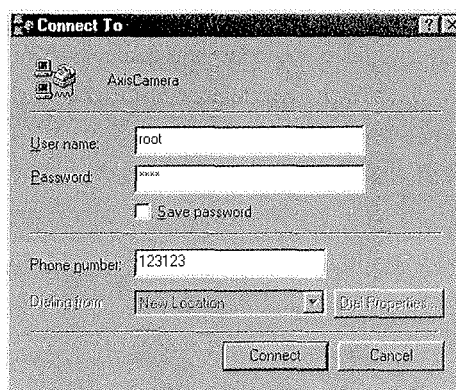 Connect To
AxisCamera
User name: root
Password: ****
Save password
Phone number: 123123
Dialing from: New Location Dial Properties...
Connect Cancel